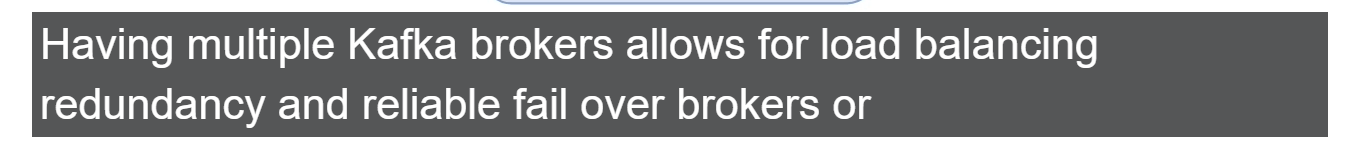 Having multiple Kafka brokers allows for load balancing
redundancy and reliable fail over brokers or